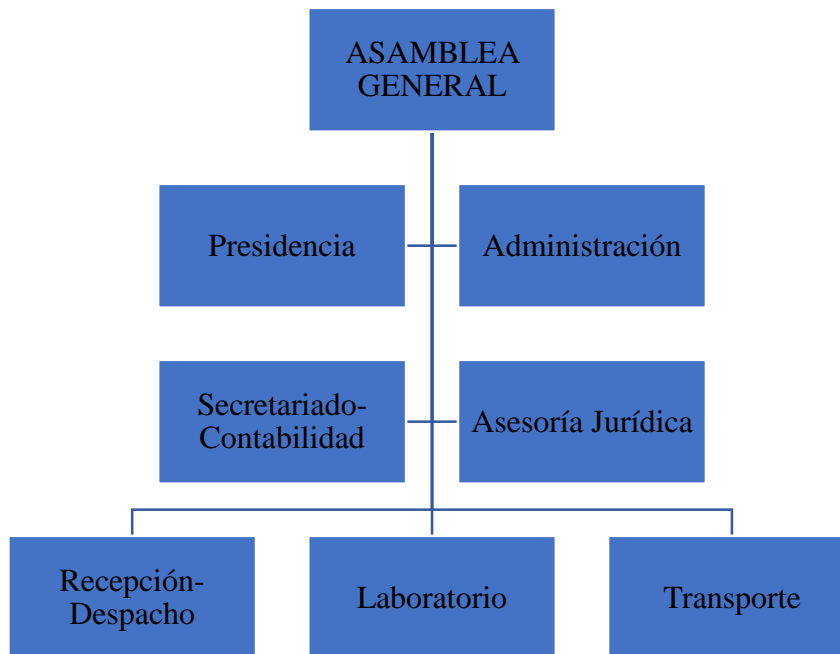 ASAMBLEA
GENERAL
Presidencia
Administración
Secretariado-
Contabilidad
Asesoría Jurídica
Recepción-
Despacho
Laboratorio
Transporte